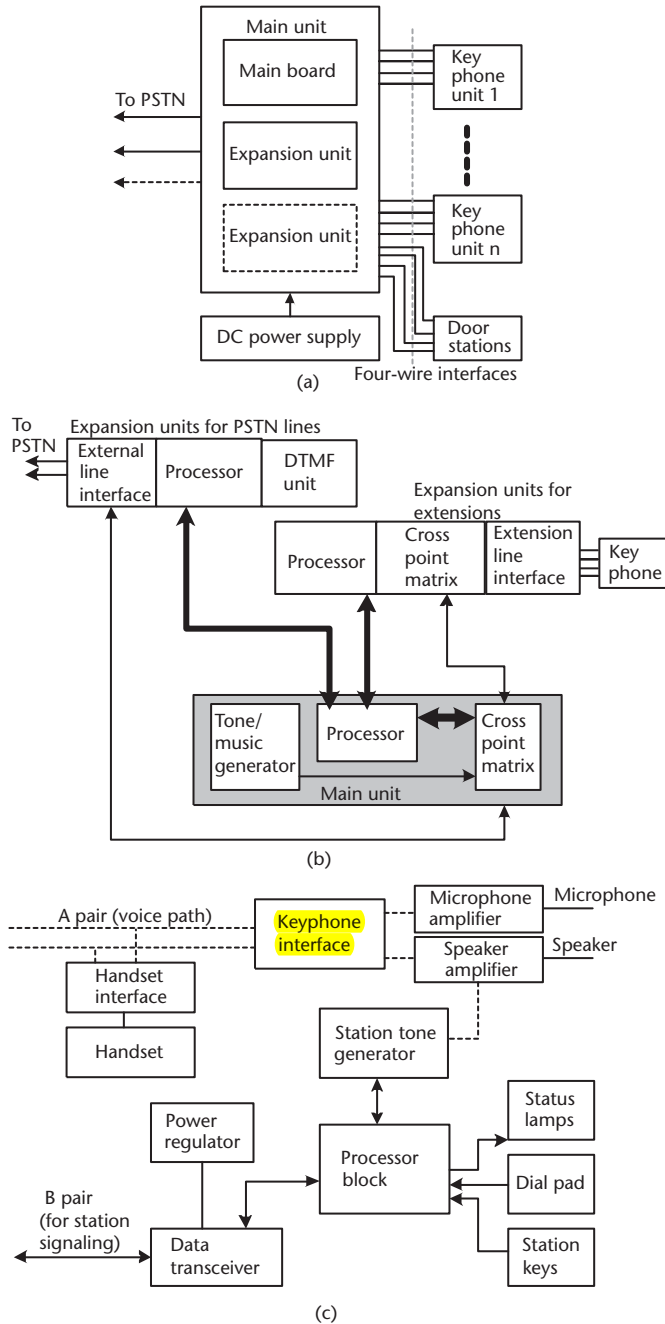 Main unit
Main board
Key
phone
unit 1
To PSTN
Expansion unit
Expansion unit
Key
phone
unit n
DC power supply
Door
stations
Four-wire interfaces
(a)
To
PSTN
Expansion units for PSTN lines
External
line
interface
Processor
DTMF
unit
Expansion units for
extensions
Processor
Cross
point
matrix
Extension
line
interface
Key
phone
Tone/
music
generator
Processor
Cross
point
matrix
Main unit
(b)
A pair (voice path)
Keyphone
interface
Microphone
amplifier
Microphone
Speaker
amplifier
Speaker
Handset
interface
Handset
Station tone
generator
Power
regulator
Processor
block
Status
lamps
Dial pad
Station
keys
B pair
(for station
signaling)
Data
transceiver
(c)